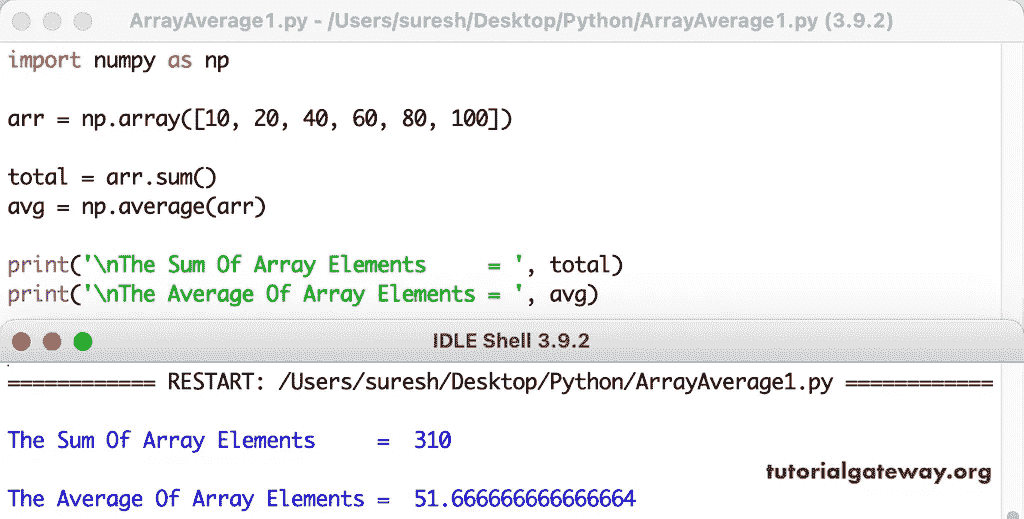 ArrayAverage1.py - /Users/suresh/Desktop/Python/ArrayAverage1.py (3.9.2)
import numpy as np
arr = np.array([10, 20, 40, 60, 80, 100])
total = arr.sum()
avg = np.average(arr)
print('\nThe Sum Of Array Elements     = ', total)
print('\nThe Average Of Array Elements = ', avg)
IDLE Shell 3.9.2
============ RESTART: /Users/suresh/Desktop/Python/ArrayAverage1.py ============
The Sum Of Array Elements     =  310
tutorialgateway.org
The Average Of Array Elements =  51.666666666666664